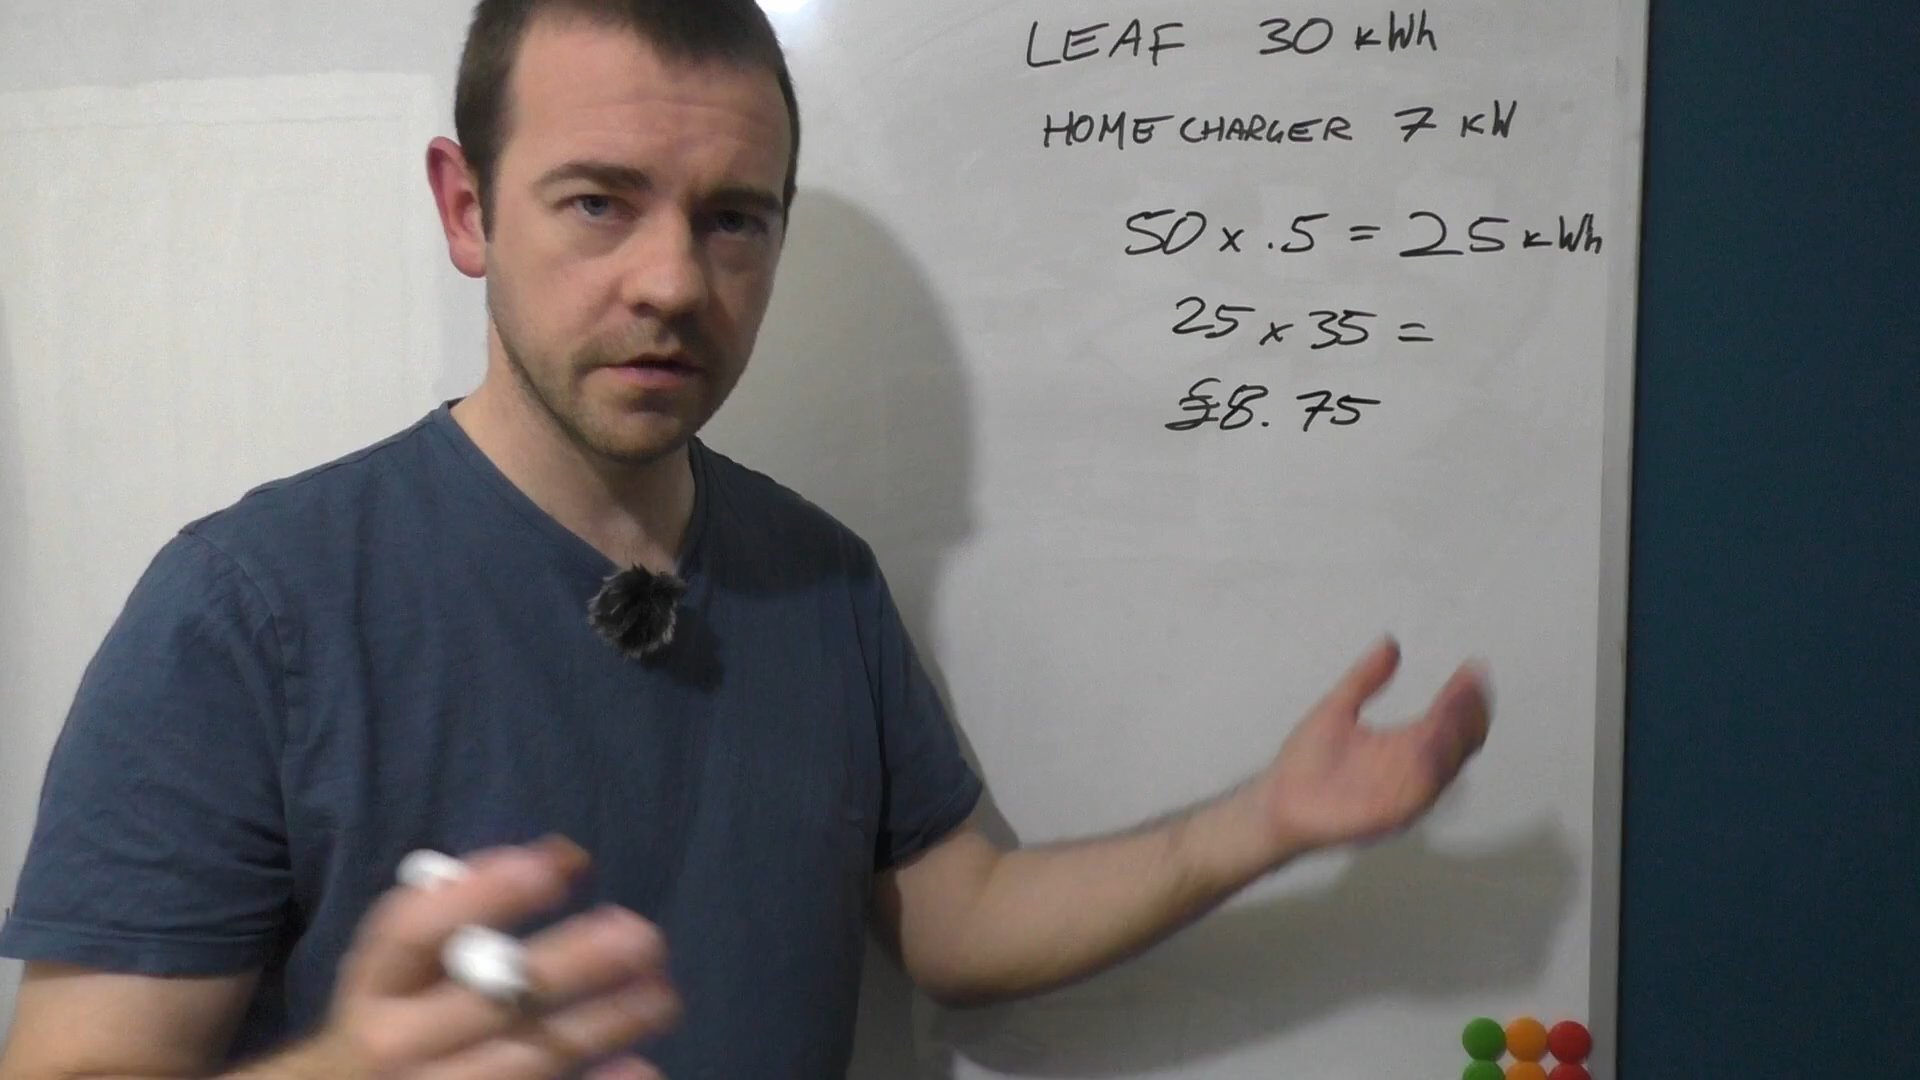 LEAF 30 kWh
HOME CHARGER 7 kW
50 x .5 = 25 kWh
25 x 35 =
£8.75